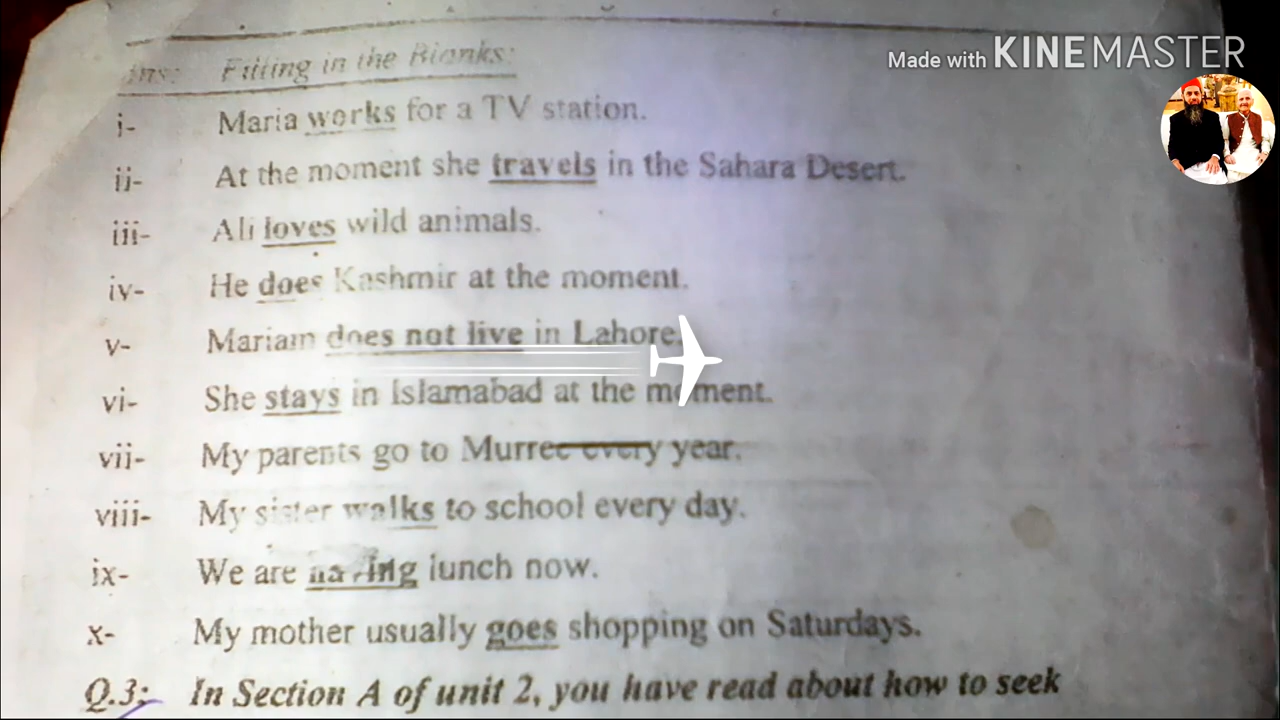 Made with KINEMASTER
Ans: Filling in the Blanks:
i- Maria works for a TV station.
ii- At the moment she travels in the Sahara Desert.
iii- Ali loves wild animals.
iv- He does Kashmir at the moment.
v- Mariam does not live in Lahore.
vi- She stays in Islamabad at the moment.
vii- My parents go to Murree every year.
viii- My sister walks to school every day.
ix- We are having lunch now.
x- My mother usually goes shopping on Saturdays.
Q.3: In Section A of unit 2, you have read about how to seek